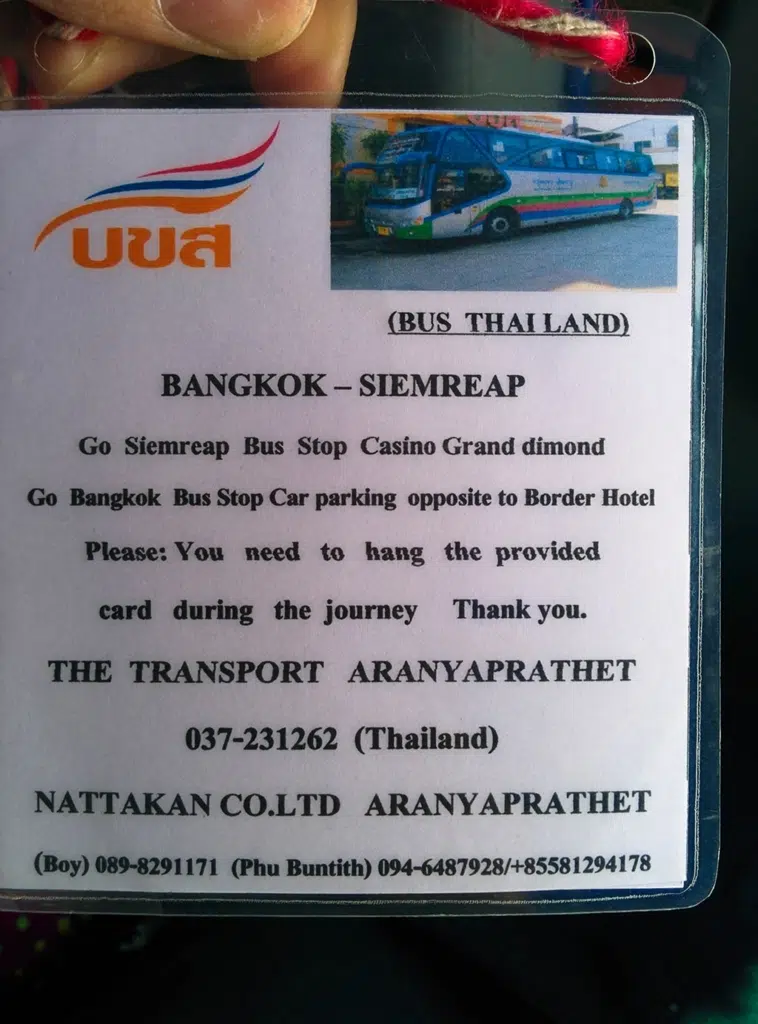 บขส
(BUS THAI LAND)
BANGKOK – SIEMREAP
Go Siemreap Bus Stop Casino Grand dimond
Go Bangkok Bus Stop Car parking opposite to Border Hotel
Please: You need to hang the provided
card during the journey Thank you.
THE TRANSPORT ARANYAPRATHET
037-231262 (Thailand)
NATTAKAN CO.LTD ARANYAPRATHET
(Boy) 089-8291171 (Phu Buntith) 094-6487928/+85581294178